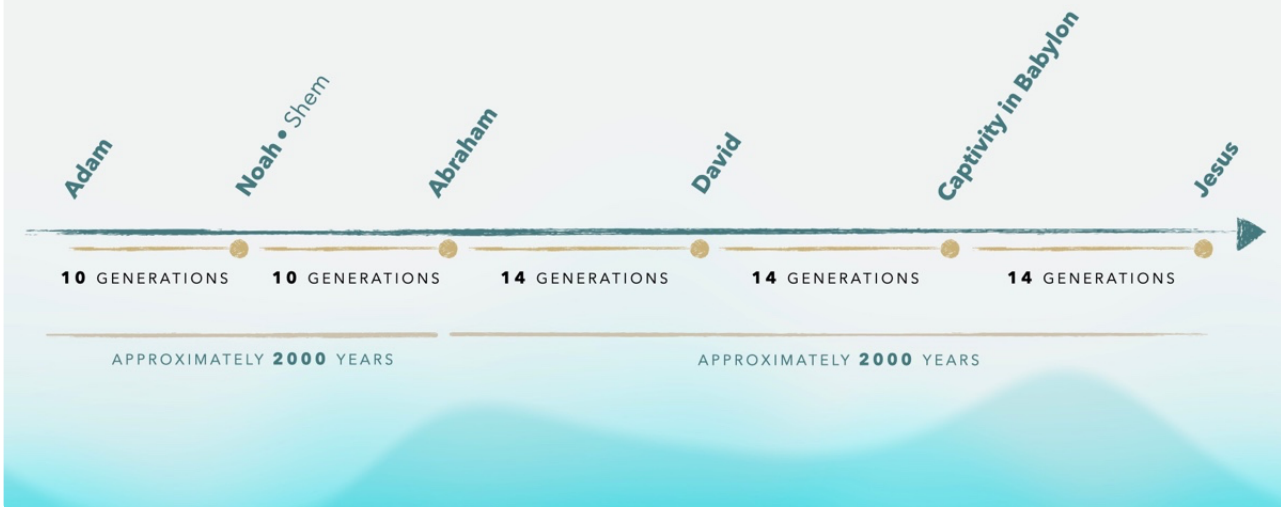 Adam
Noah • Shem
Abraham
David
Captivity in Babylon
Jesus
10 GENERATIONS
10 GENERATIONS
14 GENERATIONS
14 GENERATIONS
14 GENERATIONS
APPROXIMATELY 2000 YEARS
APPROXIMATELY 2000 YEARS